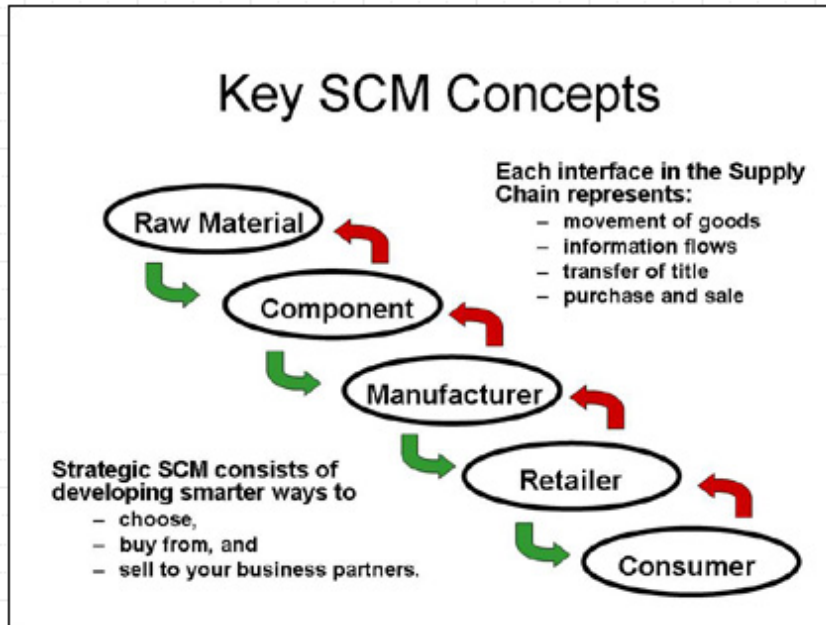 Key SCM Concepts
Each interface in the Supply
Chain represents:
– movement of goods
– information flows
– transfer of title
– purchase and sale
Raw Material
Component
Manufacturer
Retailer
Consumer
Strategic SCM consists of
developing smarter ways to
– choose,
– buy from, and
– sell to your business partners.